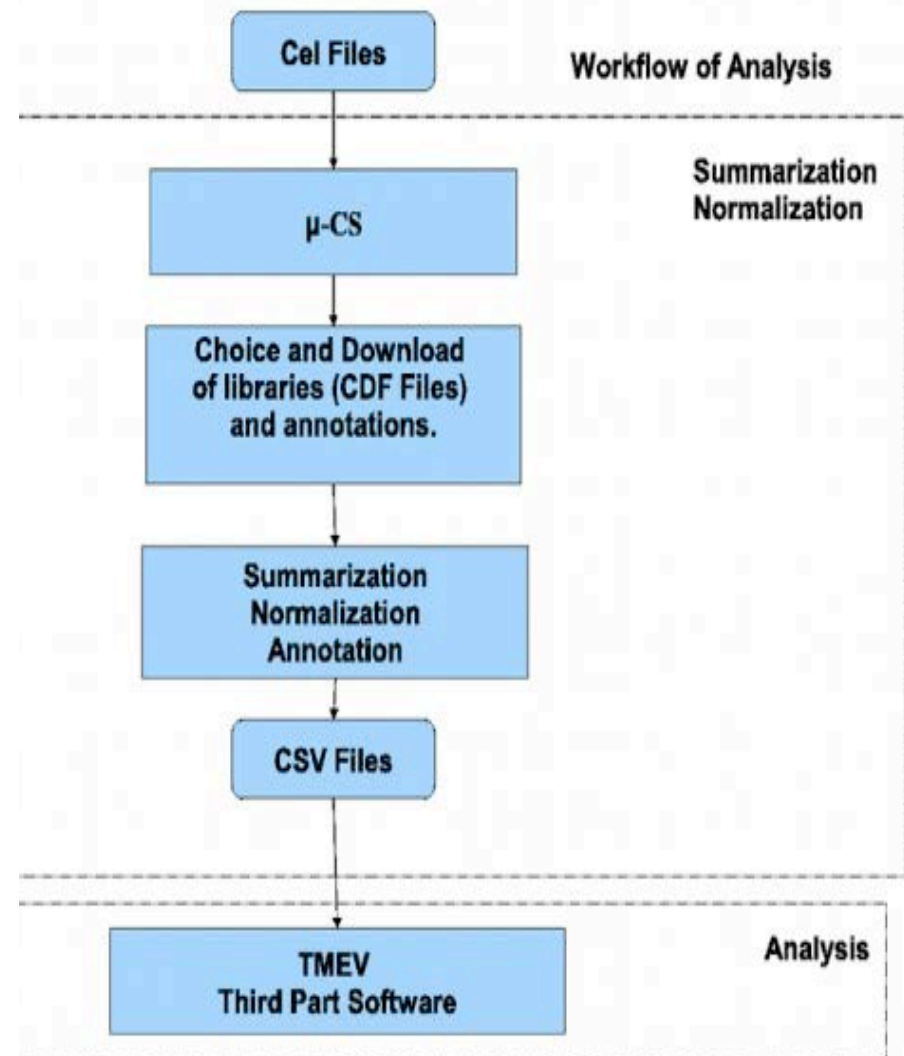 Cel Files
Workflow of Analysis
Summarization
Normalization
μ-CS
Choice and Download
of libraries (CDF Files)
and annotations.
Summarization
Normalization
Annotation
CSV Files
Analysis
TMEV
Third Part Software